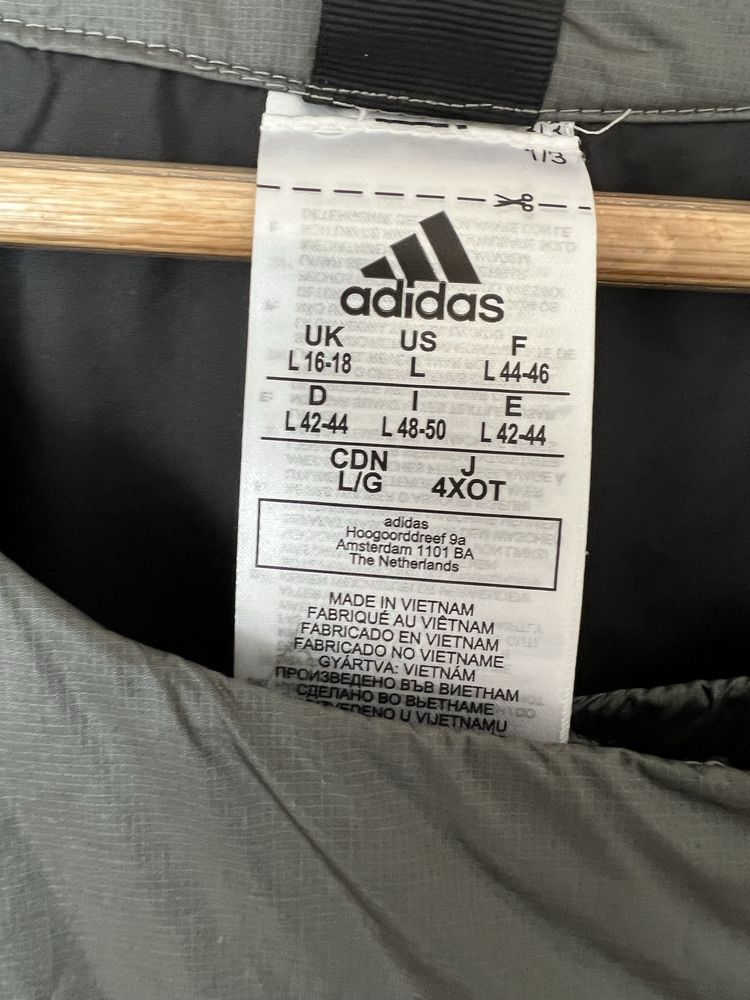 1/3
adidas
UK US F
L 16-18 L L 44-46
D I E
L 42-44 L 48-50 L 42-44
CDN J
L/G 4XOT
adidas
Hoogoorddreef 9a
Amsterdam 1101 BA
The Netherlands
MADE IN VIETNAM
FABRIQUÉ AU VIÊTNAM
FABRICADO EN VIETNAM
FABRICADO NO VIETNAME
GYÁRTVA: VIETNÁM
ПРОИЗВЕДЕНО ВЪВ ВИЕТНАМ
СДЕЛАНО ВО ВЬЕТНАМЕ
U VIJETNAMU